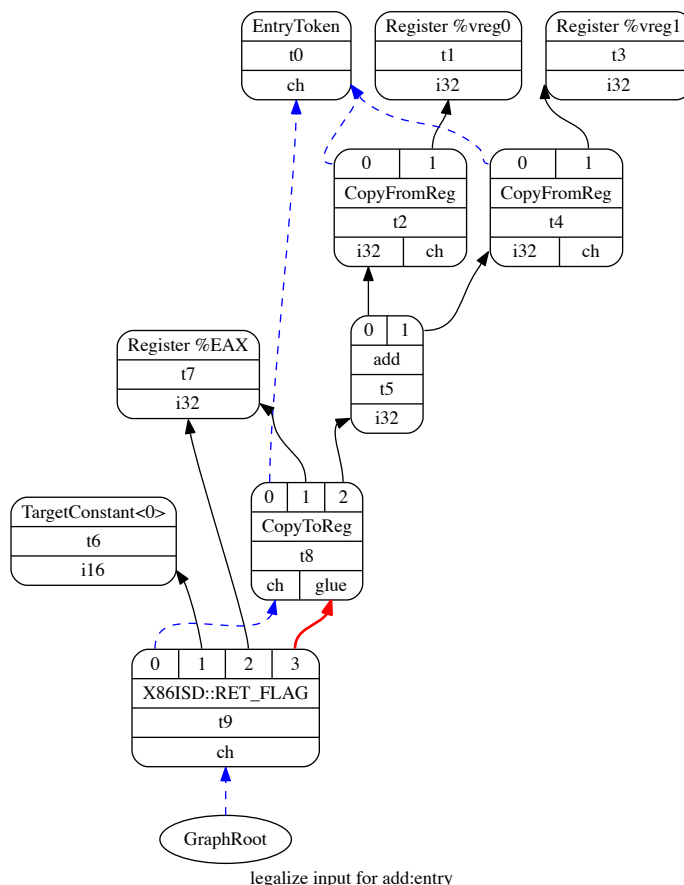 EntryToken
t0
ch
Register %vreg0
t1
i32
Register %vreg1
t3
i32
0 1
CopyFromReg
t2
i32 ch
0 1
CopyFromReg
t4
i32 ch
0 1
add
t5
i32
Register %EAX
t7
i32
0 1 2
CopyToReg
t8
ch glue
TargetConstant<0>
t6
i16
0 1 2 3
X86ISD::RET_FLAG
t9
ch
GraphRoot
legalize input for add:entry